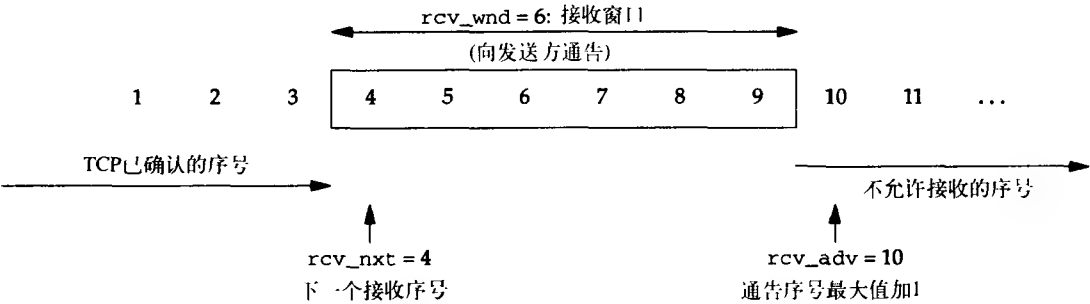 rcv_wnd = 6: 接收窗口
(向发送方通告)
1 2 3 4 5 6 7 8 9 10 11 ...
TCP已确认的序号
不允许接收的序号
rcv_nxt = 4
下一个接收序号
rcv_adv = 10
通告序号最大值加1